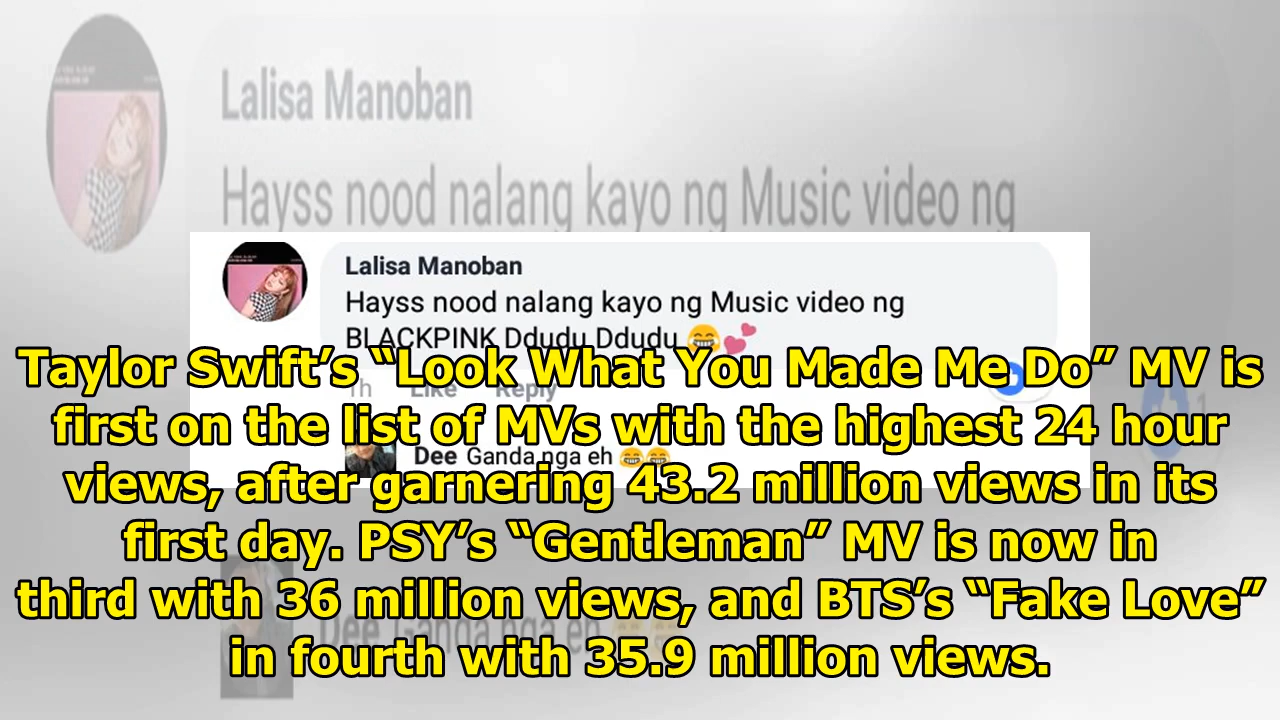 Lalisa Manoban
Hayss nood nalang kayo ng Music video ng
Lalisa Manoban
Hayss nood nalang kayo ng Music video ng
BLACKPINK Ddudu Ddudu 😂💕
Taylor Swift’s “Look What You Made Me Do” MV is
1h Like Reply
first on the list of MVs with the highest 24 hour
Dee Ganda nga eh 😂😂
views, after garnering 43.2 million views in its
first day. PSY’s “Gentleman” MV is now in
third with 36 million views, and BTS’s “Fake Love”
Dee Ganda nga eh
in fourth with 35.9 million views.